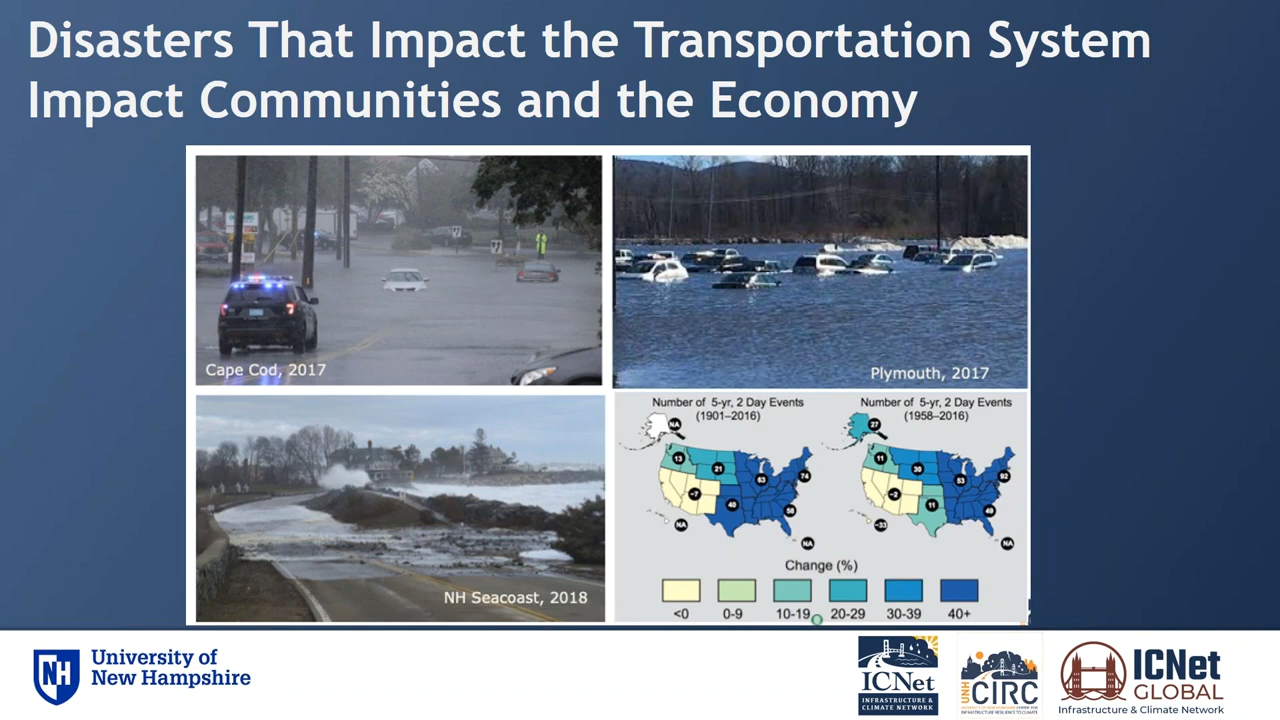 Disasters That Impact the Transportation System
Impact Communities and the Economy
Cape Cod, 2017
Plymouth, 2017
NH Seacoast, 2018
Number of 5-yr, 2 Day Events
(1901–2016)
NA
13
21
63
74
-7
40
58
NA
NA
Number of 5-yr, 2 Day Events
(1958–2016)
27
11
30
53
92
-2
11
49
-33
NA
Change (%)
<0
0-9
10-19
20-29
30-39
40+
NH
University of
New Hampshire
ICNet
INFRASTRUCTURE &
CLIMATE NETWORK
UNH
CIRC
ICNet
GLOBAL
Infrastructure & Climate Network